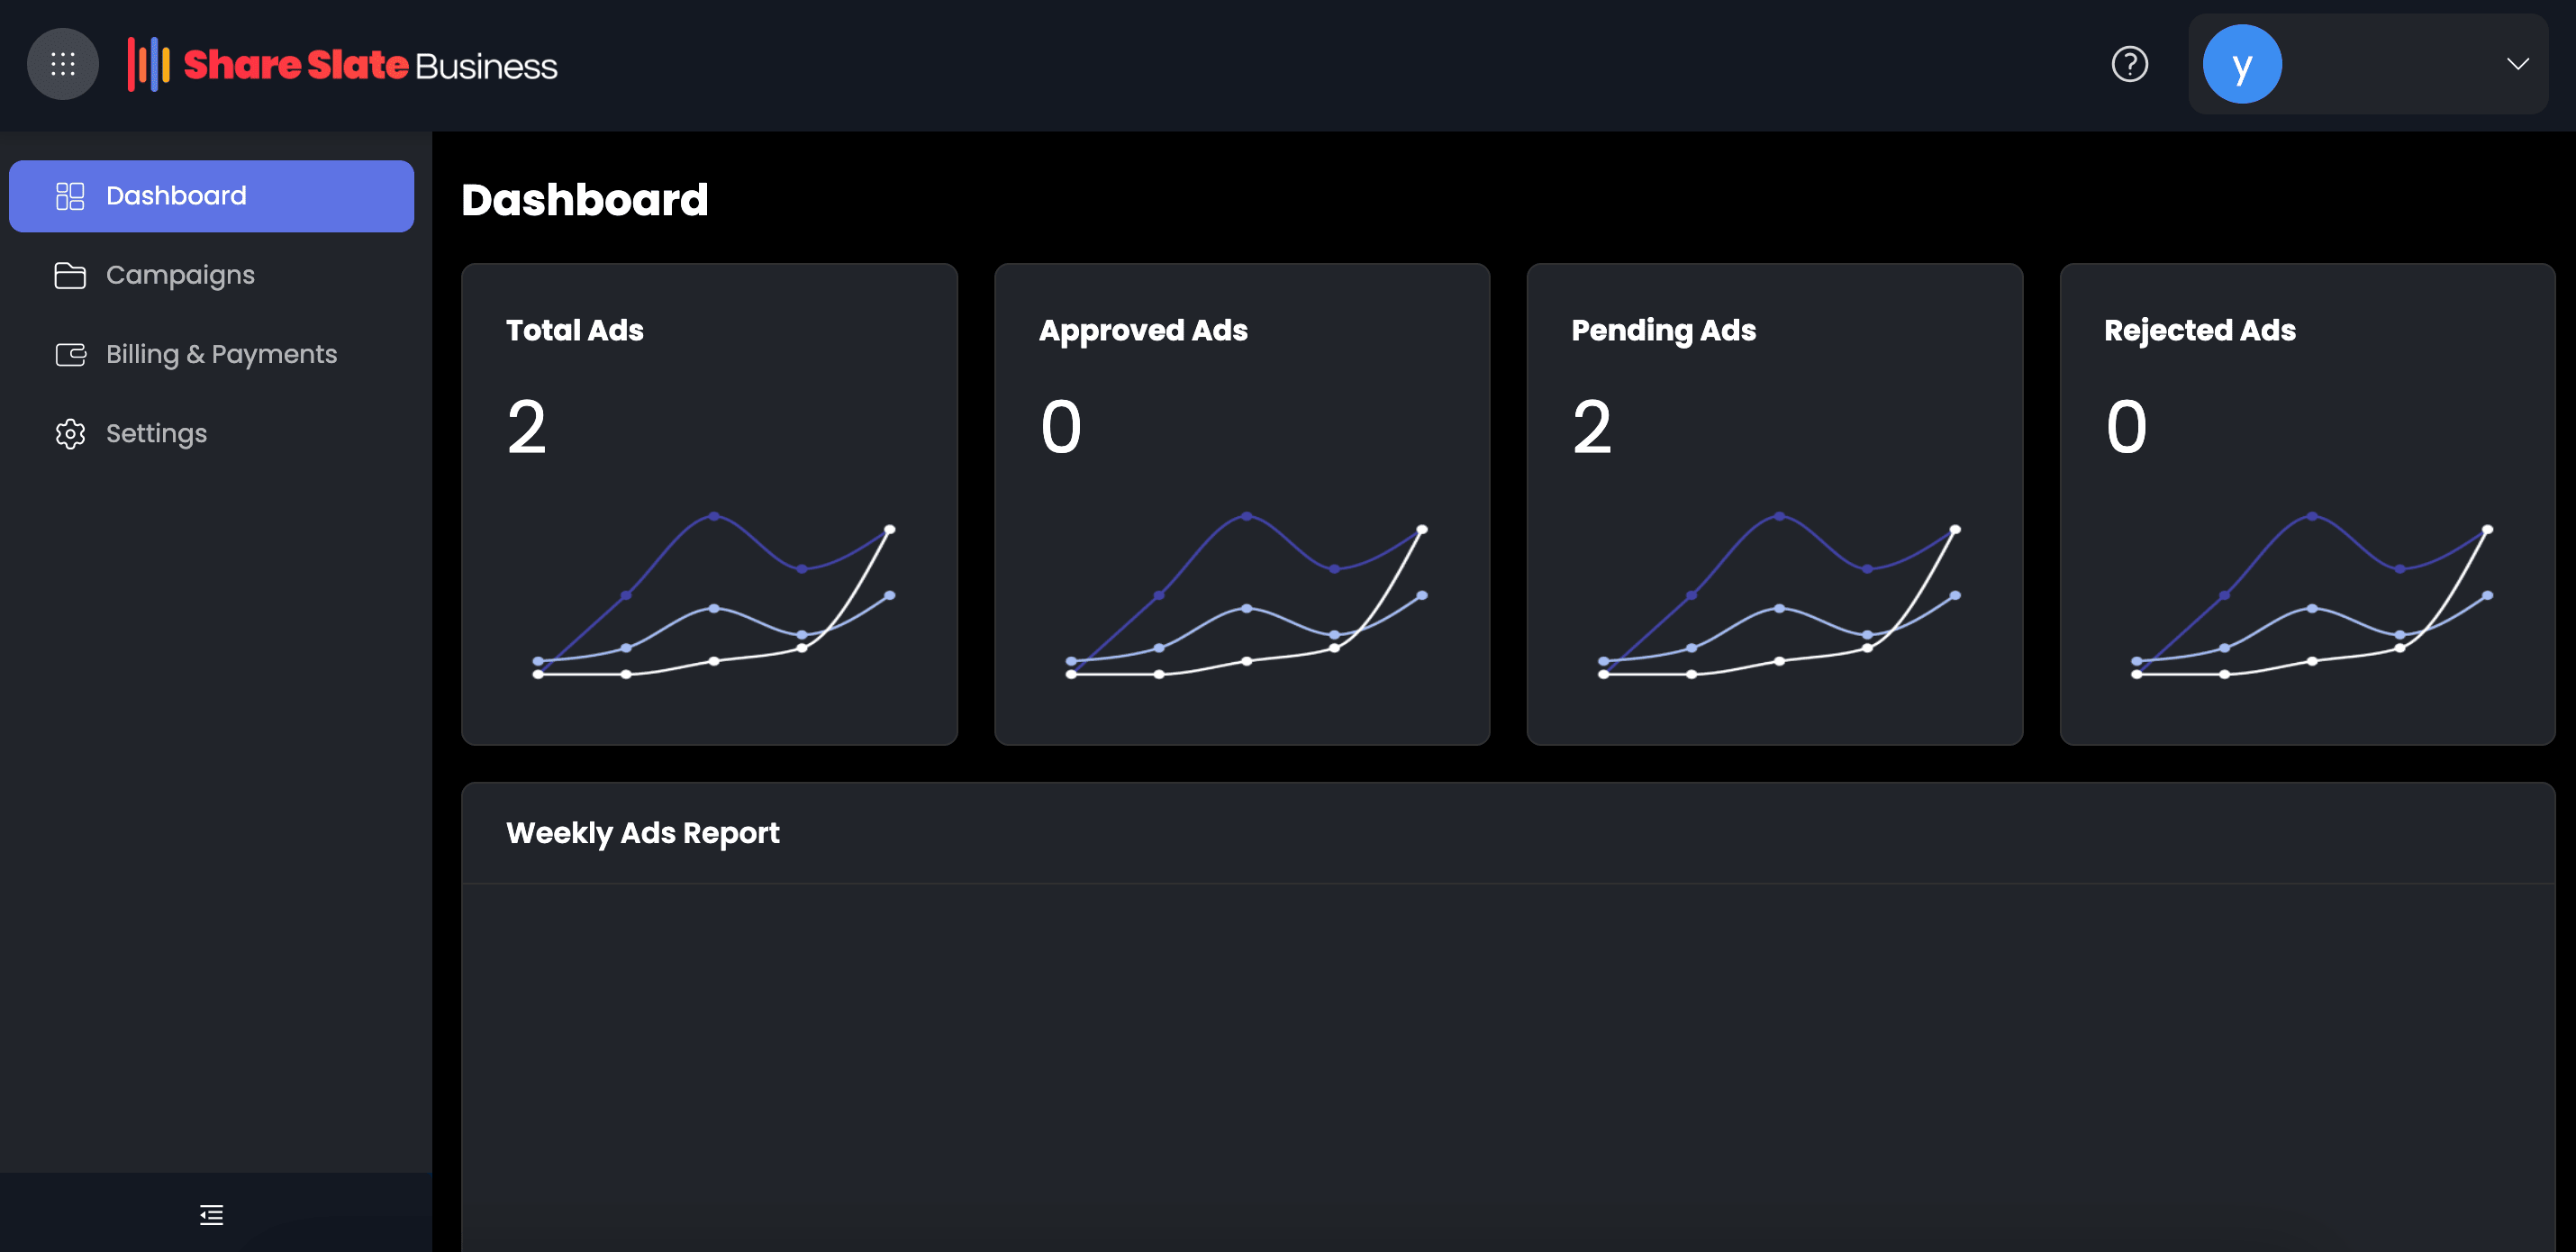 Share Slate Business
?
y
Dashboard
Campaigns
Billing & Payments
Settings
Dashboard
Total Ads
2
Approved Ads
0
Pending Ads
2
Rejected Ads
0
Weekly Ads Report